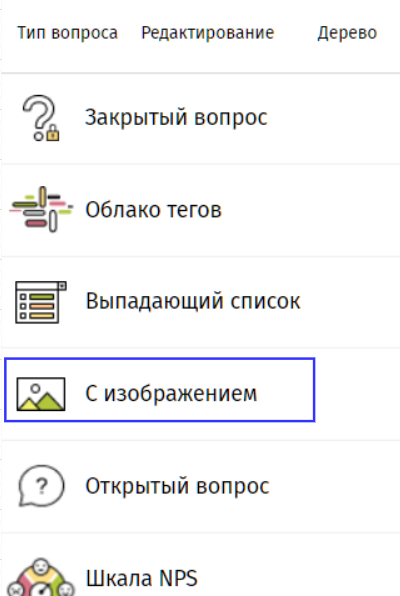 Тип вопроса Редактирование Дерево
Закрытый вопрос
Облако тегов
Выпадающий список
С изображением
?
Открытый вопрос
Шкала NPS